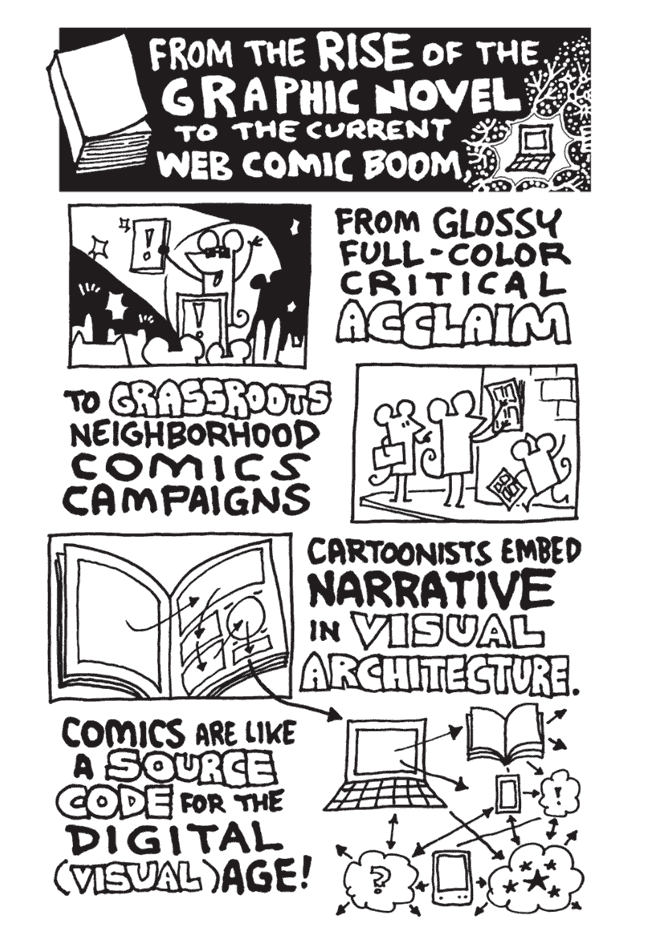 FROM THE RISE OF THE
GRAPHIC NOVEL
TO THE CURRENT
WEB COMIC BOOM,
!
!
FROM GLOSSY
FULL-COLOR
CRITICAL
ACCLAIM
TO GRASSROOTS
NEIGHBORHOOD
COMICS
CAMPAIGNS
CARTOONISTS EMBED
NARRATIVE
IN VISUAL
ARCHITECTURE.
COMICS ARE LIKE
A SOURCE
CODE FOR THE
DIGITAL
(VISUAL) AGE!
!
?